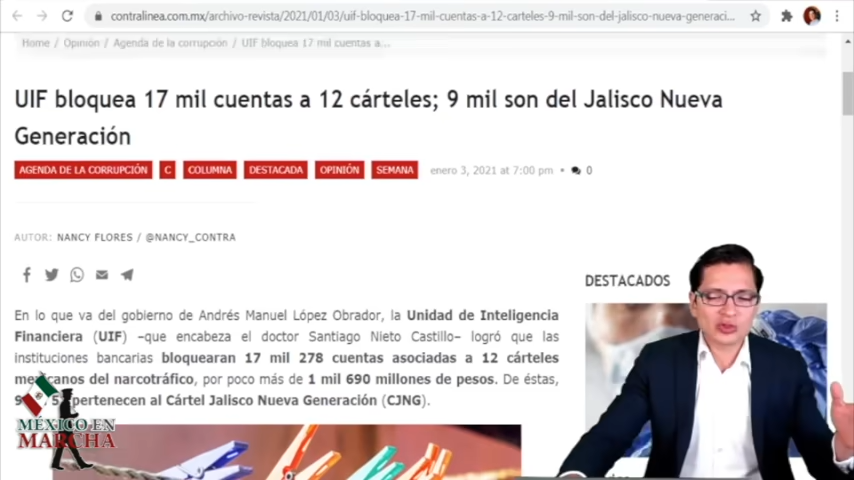 contralinea.com.mx/archivo-revista/2021/01/03/uif-bloquea-17-mil-cuentas-a-12-carteles-9-mil-son-del-jalisco-nueva-generaci...
Home / Opinión / Agenda de la corrupción / UIF bloquea 17 mil cuentas a...
UIF bloquea 17 mil cuentas a 12 cárteles; 9 mil son del Jalisco Nueva
Generación
AGENDA DE LA CORRUPCIÓN C COLUMNA DESTACADA OPINIÓN SEMANA enero 3, 2021 at 7:00 pm • 0
AUTOR: NANCY FLORES / @NANCY_CONTRA
DESTACADOS
En lo que va del gobierno de Andrés Manuel López Obrador, la Unidad de Inteligencia
Financiera (UIF) –que encabeza el doctor Santiago Nieto Castillo– logró que las
instituciones bancarias bloquearan 17 mil 278 cuentas asociadas a 12 cárteles
mexicanos del narcotráfico, por poco más de 1 mil 690 millones de pesos. De éstas,
pertenecen al Cártel Jalisco Nueva Generación (CJNG).
MÉXICO EN
MARCHA